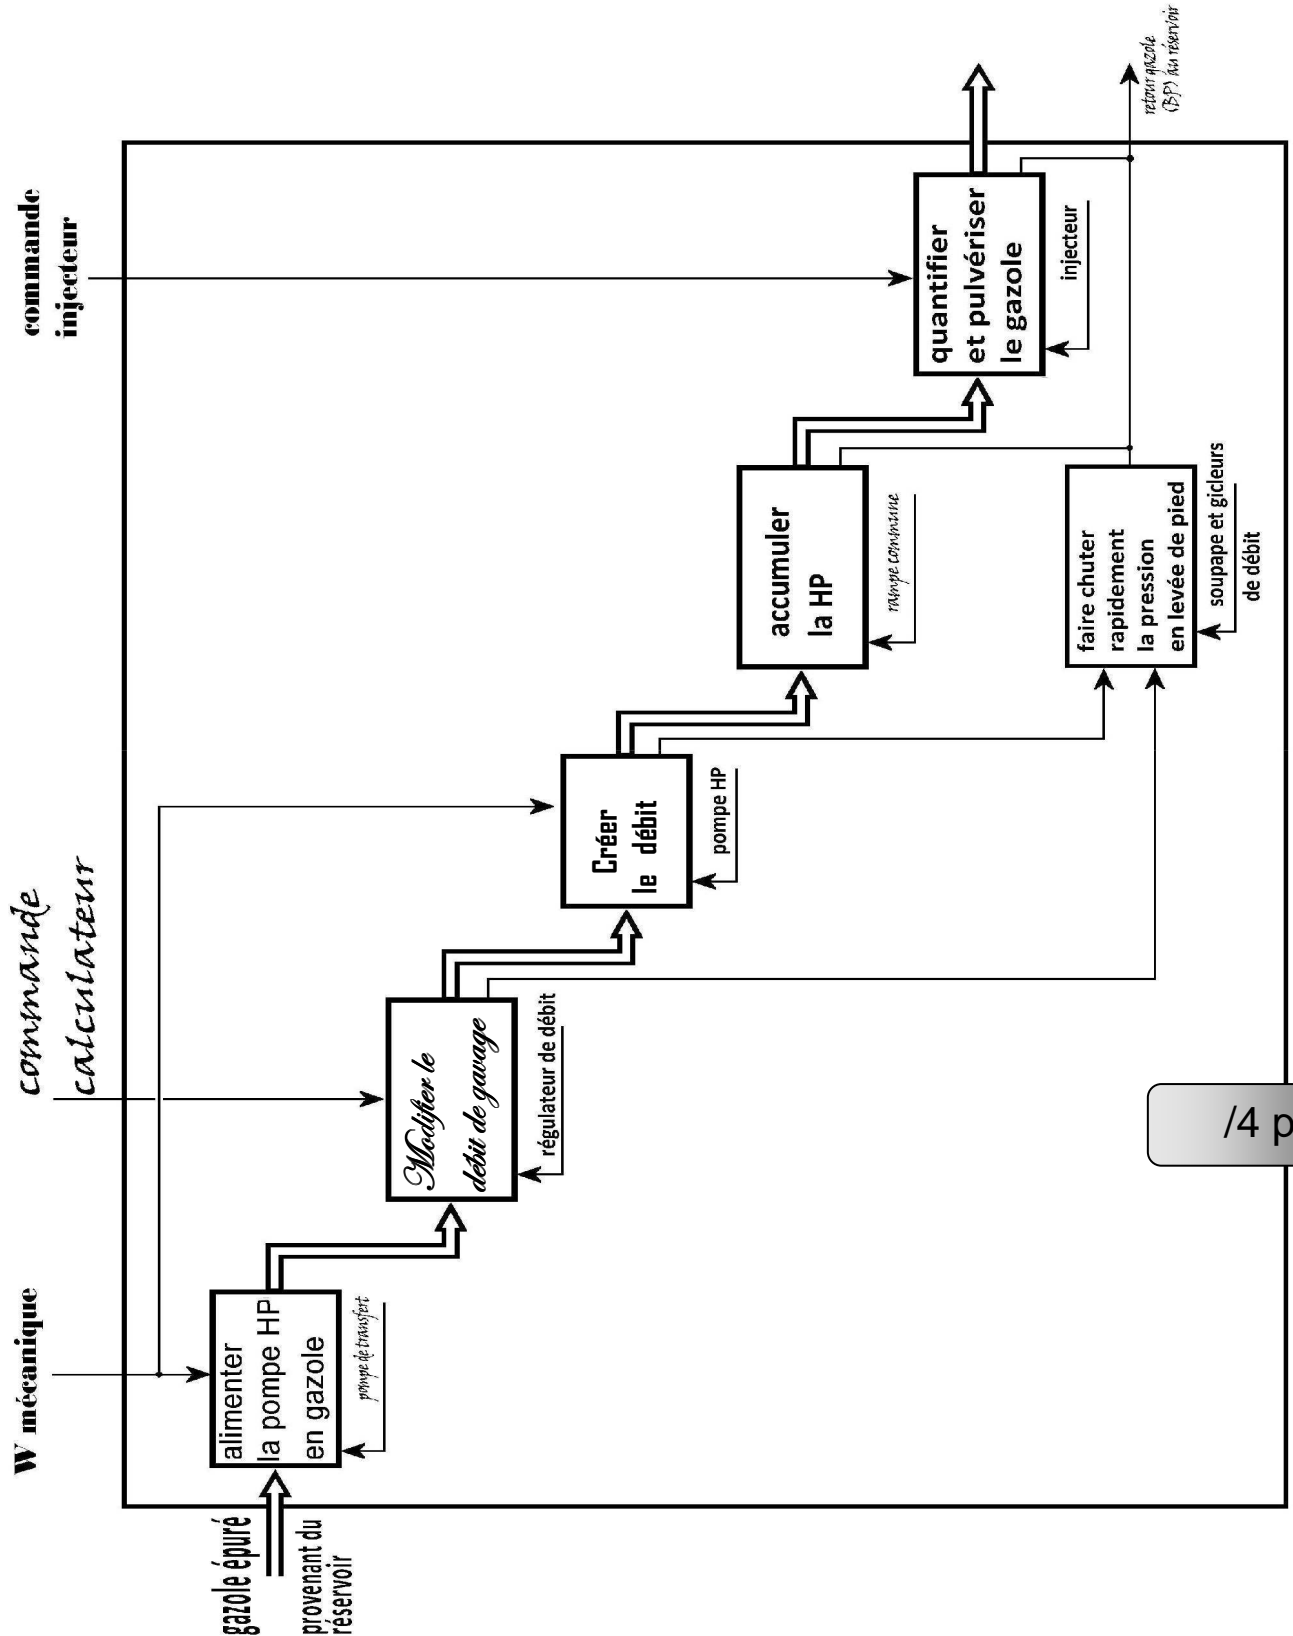 W mécanique
commande
calculateur
commande
injecteur
gazole épuré
provenant du
réservoir
alimenter
la pompe HP
en gazole
pompe de transfert
Modifier le
débit de gavage
régulateur de débit
Créer
le débit
pompe HP
accumuler
la HP
rampe commune
quantifier
et pulvériser
le gazole
injecteur
faire chuter
rapidement
la pression
en levée de pied
soupape et gicleurs
de débit
retour gazole
(BP) au réservoir
/4 p